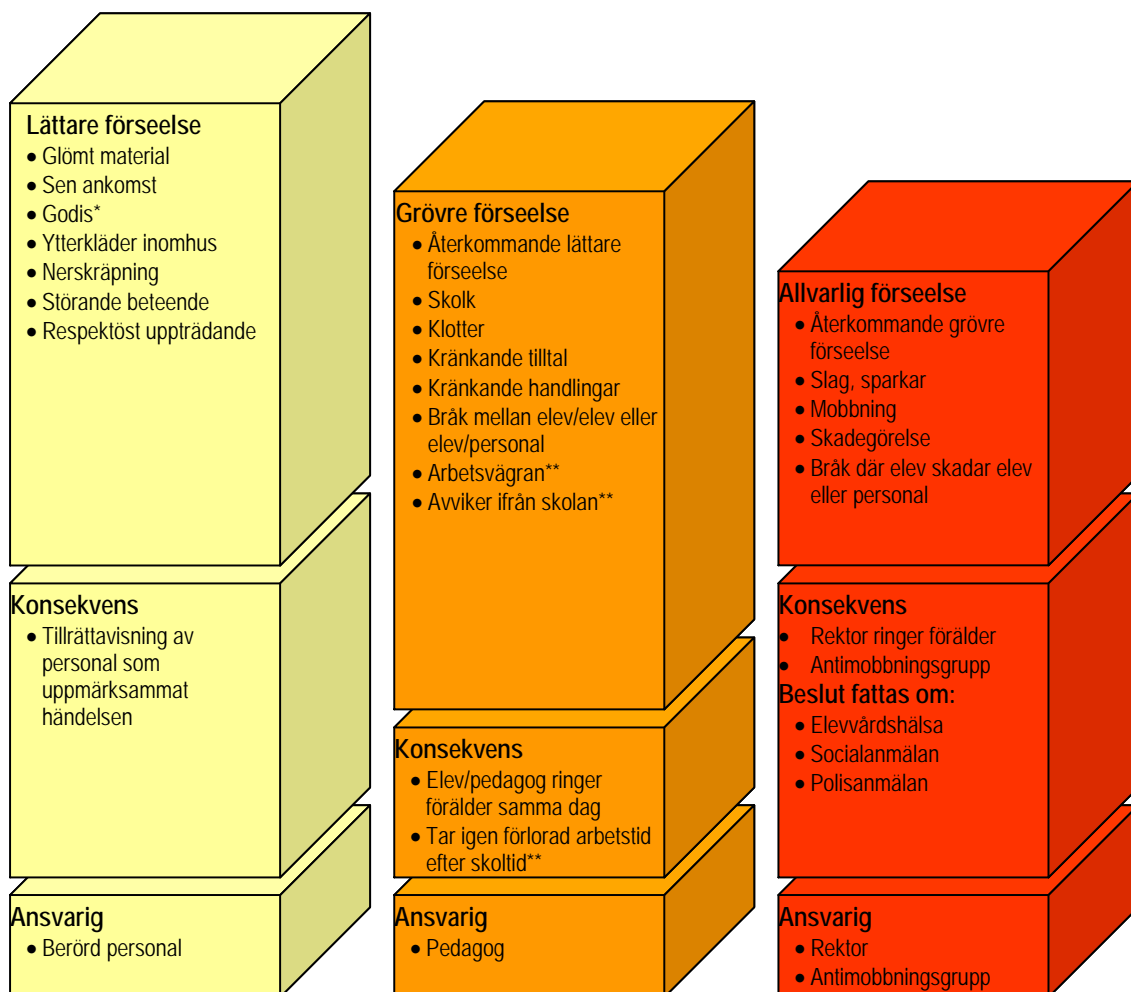 Lättare förseelse
• Glömt material
• Sen ankomst
• Godis*
• Ytterkläder inomhus
• Nerskräpning
• Störande beteende
• Respektöst uppträdande
Konsekvens
• Tillrättavisning av
personal som
uppmärksammat
händelsen
Ansvarig
• Berörd personal
Grövre förseelse
• Återkommande lättare
förseelse
• Skolk
• Klotter
• Kränkande tilltal
• Kränkande handlingar
• Bråk mellan elev/elev eller
elev/personal
• Arbetsvägran**
• Avviker ifrån skolan**
Konsekvens
• Elev/pedagog ringer
förälder samma dag
• Tar igen förlorad arbetstid
efter skoltid**
Ansvarig
• Pedagog
Allvarlig förseelse
• Återkommande grövre
förseelse
• Slag, sparkar
• Mobbning
• Skadegörelse
• Bråk där elev skadar elev
eller personal
Konsekvens
• Rektor ringer förälder
• Antimobbningsgrupp
Beslut fattas om:
• Elevvårdshälsa
• Socialanmälan
• Polisanmälan
Ansvarig
• Rektor
• Antimobbningsgrupp